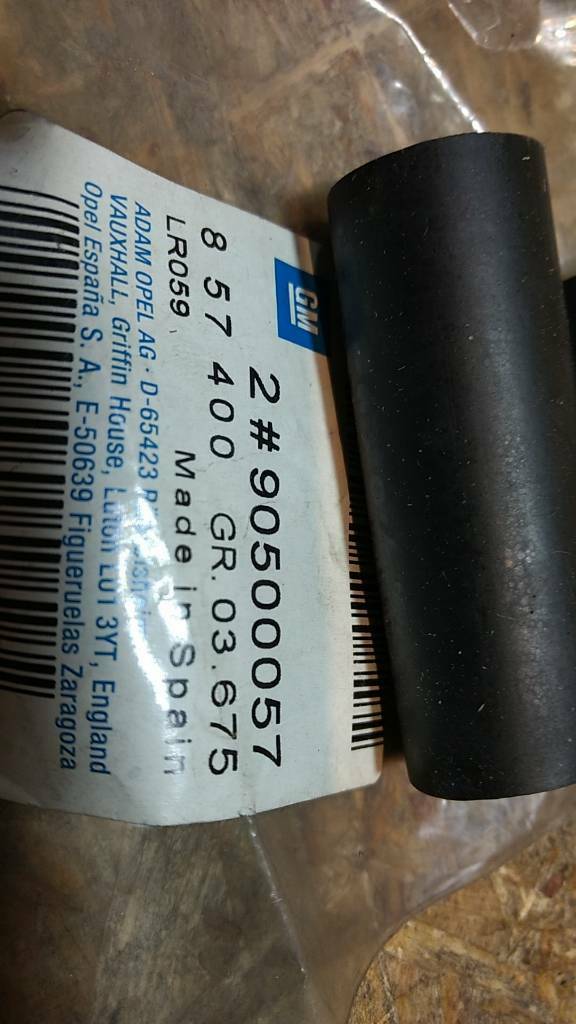 GM
2#90500057
8 57 400 GR.03.675
LR059 Made in Spain
ADAM OPEL AG · D-65423
VAUXHALL, Griffin House, Luton LU1 3YT, England
Opel España S. A., E-50639 Figueruelas Zaragoza